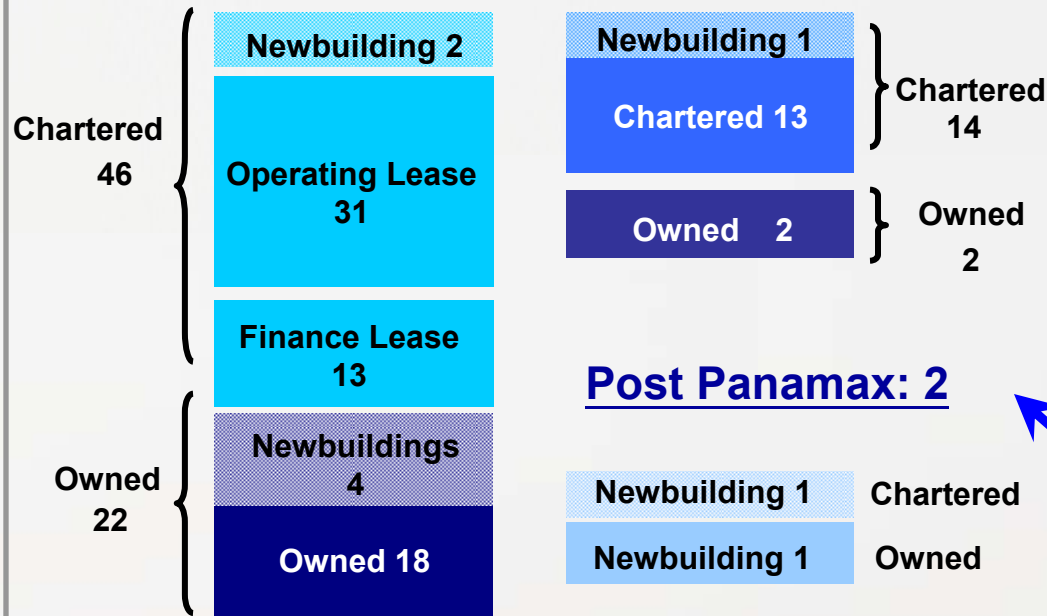 Newbuilding 2
Chartered
46
Operating Lease
31
Finance Lease
13
Newbuildings
4
Owned
22
Owned 18
Newbuilding 1
Chartered 13
Chartered
14
Owned 2
Owned
2
Post Panamax: 2
Newbuilding 1 Chartered
Newbuilding 1 Owned